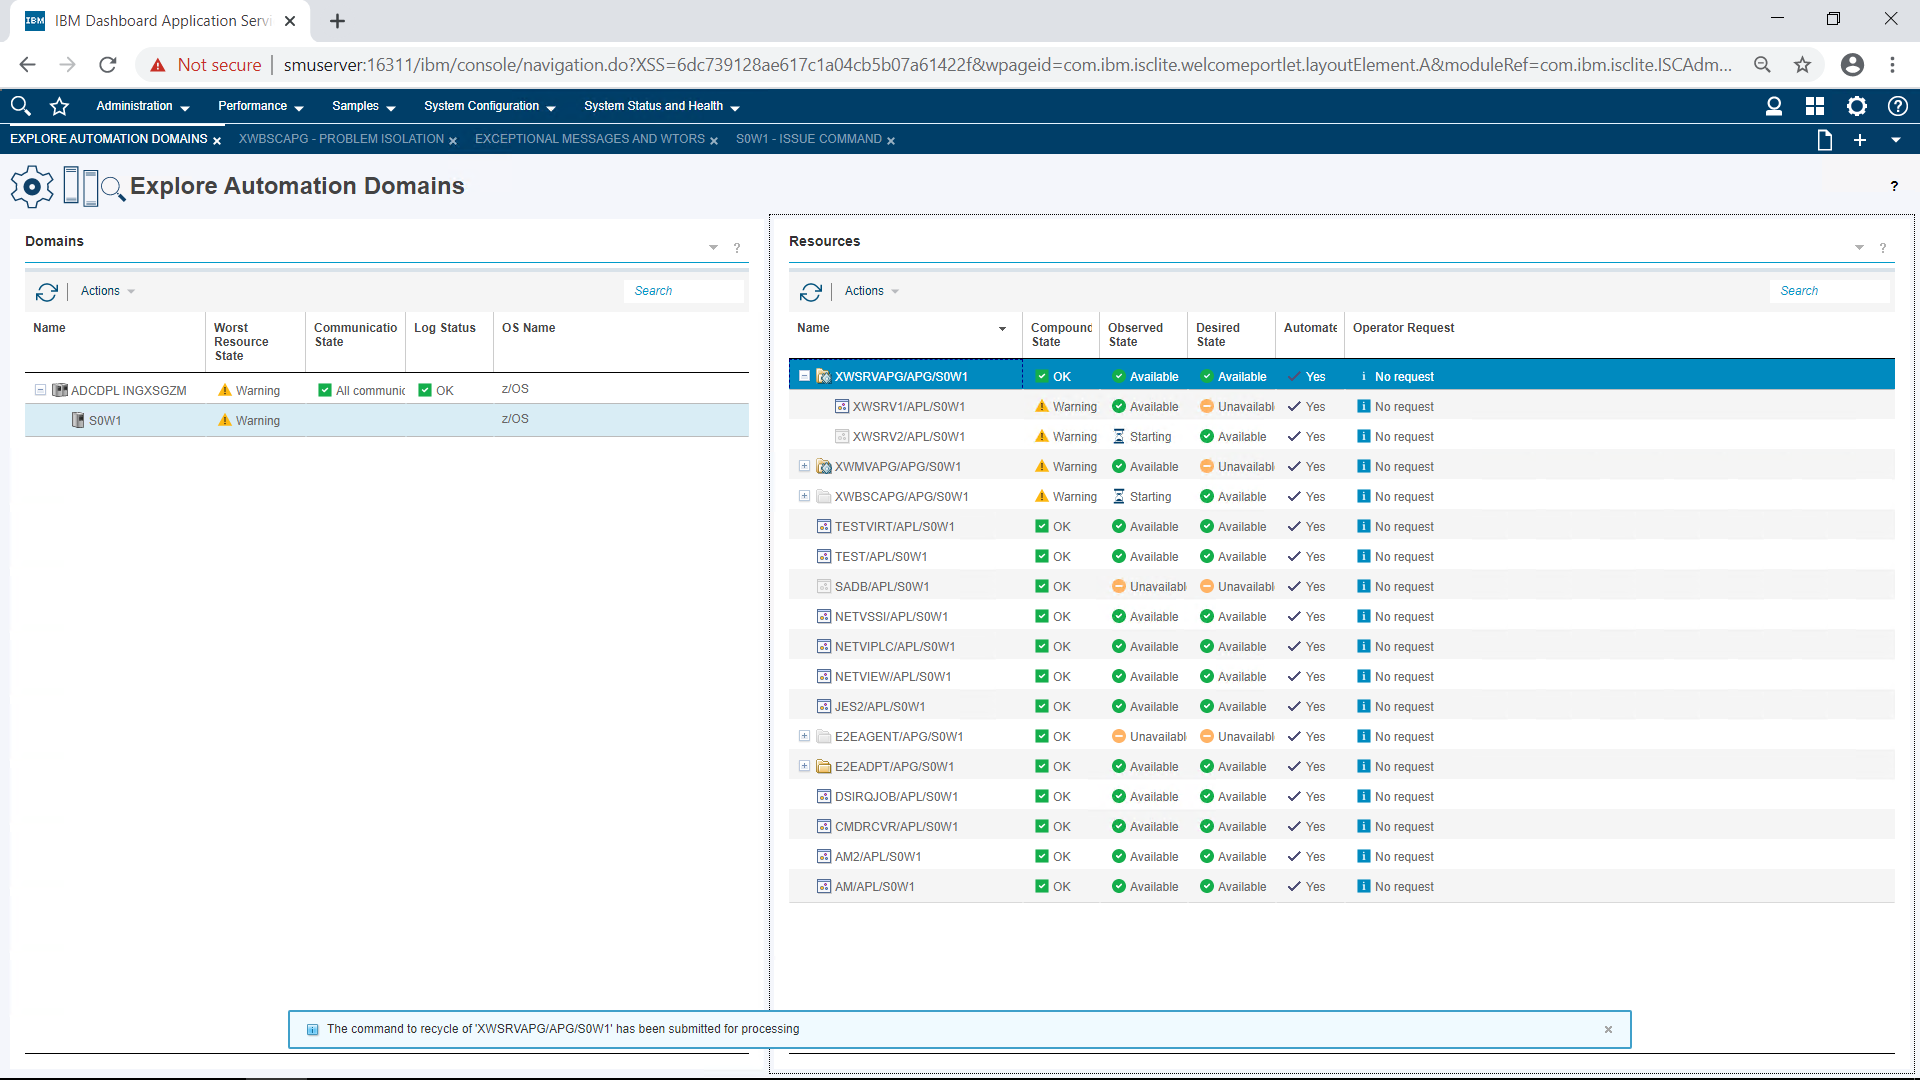 IBM IBM Dashboard Application Servi
Not secure smuserver:16311/ibm/console/navigation.do?XSS=6dc739128ae617c1a04cb5b07a61422f&wpageid=com.ibm.isclite.welcomeportlet.layoutElement.A&moduleRef=com.ibm.isclite.ISCAdm...
Administration Performance Samples System Configuration System Status and Health
EXPLORE AUTOMATION DOMAINS XWBSCAPG - PROBLEM ISOLATION EXCEPTIONAL MESSAGES AND WTORS S0W1 - ISSUE COMMAND
Explore Automation Domains ?
Domains ?
Actions Search
Name Worst Resource State Communicatio State Log Status OS Name
ADCDPL INGXSGZM Warning All communic OK z/OS
S0W1 Warning z/OS
Resources ?
Actions Search
Name Compound State Observed State Desired State Automate Operator Request
XWSRVAPG/APG/S0W1 OK Available Available Yes No request
XWSRV1/APL/S0W1 Warning Available Unavailabl Yes No request
XWSRV2/APL/S0W1 Warning Starting Available Yes No request
XWMVAPG/APG/S0W1 Warning Available Unavailabl Yes No request
XWBSCAPG/APG/S0W1 Warning Starting Available Yes No request
TESTVIRT/APL/S0W1 OK Available Available Yes No request
TEST/APL/S0W1 OK Available Available Yes No request
SADB/APL/S0W1 OK Unavailabl Unavailabl Yes No request
NETVSSI/APL/S0W1 OK Available Available Yes No request
NETVIPLC/APL/S0W1 OK Available Available Yes No request
NETVIEW/APL/S0W1 OK Available Available Yes No request
JES2/APL/S0W1 OK Available Available Yes No request
E2EAGENT/APG/S0W1 OK Unavailabl Unavailabl Yes No request
E2EADPT/APG/S0W1 OK Available Available Yes No request
DSIRQJOB/APL/S0W1 OK Available Available Yes No request
CMDRCVR/APL/S0W1 OK Available Available Yes No request
AM2/APL/S0W1 OK Available Available Yes No request
AM/APL/S0W1 OK Available Available Yes No request
The command to recycle of 'XWSRVAPG/APG/S0W1' has been submitted for processing